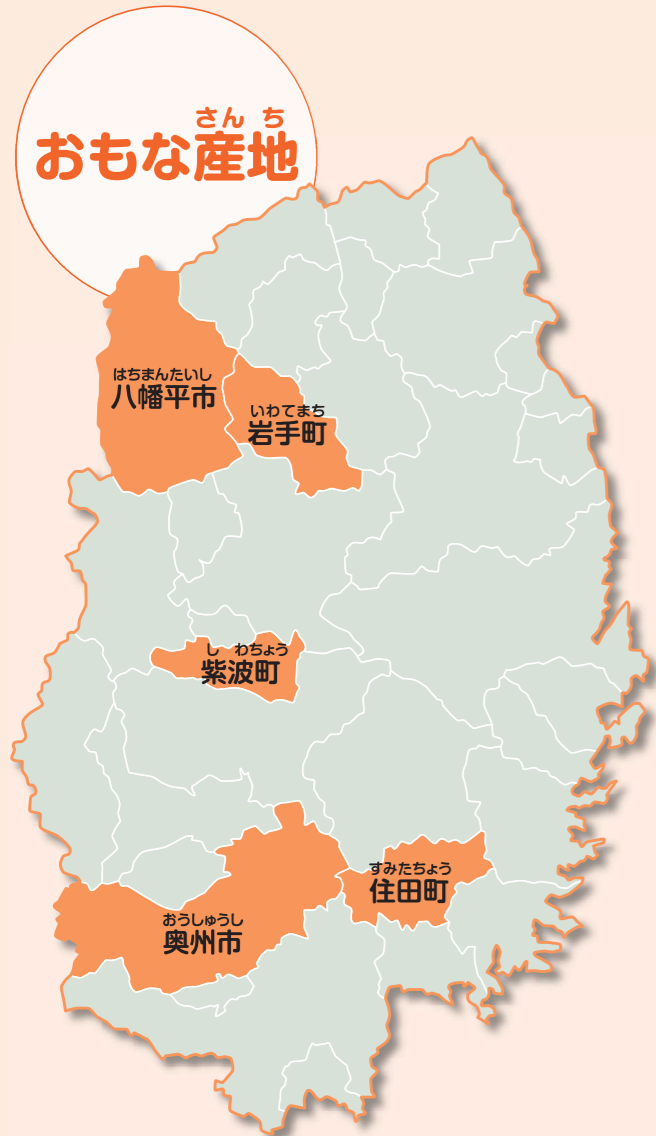 さんち
おもな産地
はちまんたいし
八幡平市
いわてまち
岩手町
しわちょう
紫波町
すみたちょう
住田町
おうしゅうし
奥州市